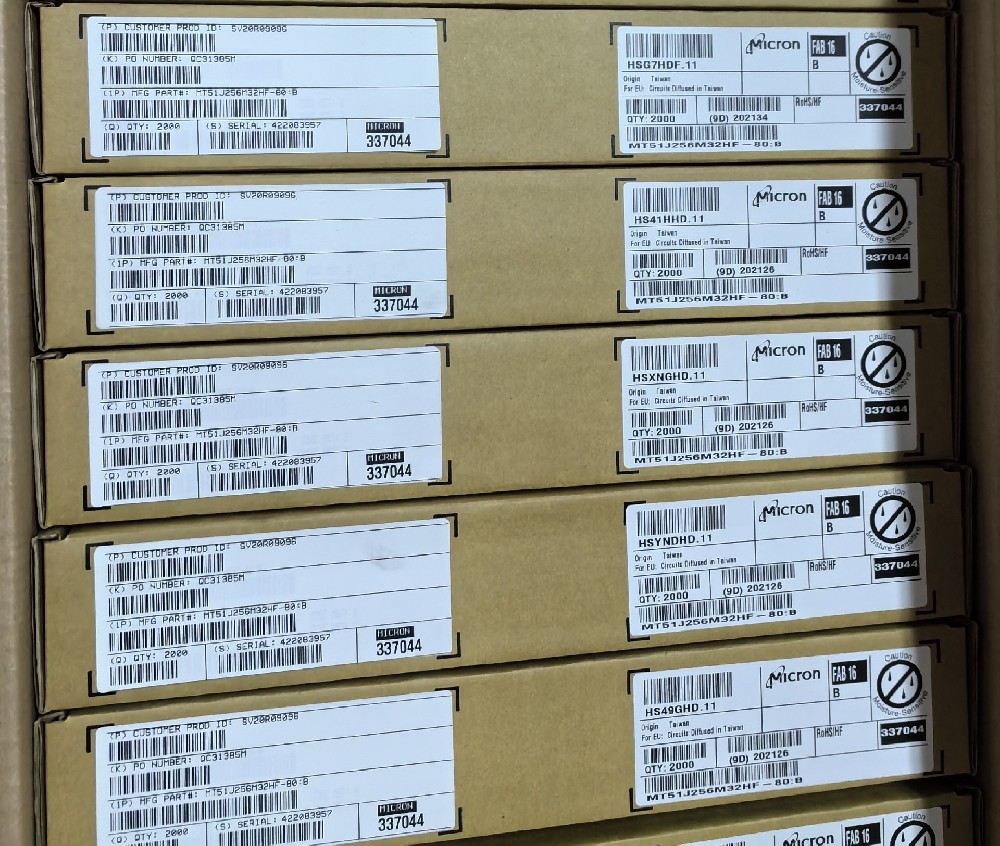 (P) CUSTOMER PROD ID: SV20R09096
(K) PO NUMBER: QC31385M
(1P) MFG PART#: MT51J256M32HF-80:B
(Q) QTY: 2000 (S) SERIAL: 422083957
MICRON
337044
HSG7HDF.11
Micron
FAB 16
B
Caution
Moisture-Sensitive
Origin Taiwan
For EU: Circuits Diffused in Taiwan
QTY: 2000 (9D) 202134
RoHS/HF
337044
MT51J256M32HF-80:B
(P) CUSTOMER PROD ID: SV20R09096
(K) PO NUMBER: QC31385M
(1P) MFG PART#: MT51J256M32HF-80:B
(Q) QTY: 2000 (S) SERIAL: 422083957
MICRON
337044
HS41HHD.11
Micron
FAB 16
B
Caution
Moisture-Sensitive
Origin Taiwan
For EU: Circuits Diffused in Taiwan
QTY: 2000 (9D) 202126
RoHS/HF
337044
MT51J256M32HF-80:B
(P) CUSTOMER PROD ID: SV20R09096
(K) PO NUMBER: QC31385M
(1P) MFG PART#: MT51J256M32HF-80:B
(Q) QTY: 2000 (S) SERIAL: 422083957
MICRON
337044
HSXNGHD.11
Micron
FAB 16
B
Caution
Moisture-Sensitive
Origin Taiwan
For EU: Circuits Diffused in Taiwan
QTY: 2000 (9D) 202126
RoHS/HF
337044
MT51J256M32HF-80:B
(P) CUSTOMER PROD ID: SV20R09096
(K) PO NUMBER: QC31385M
(1P) MFG PART#: MT51J256M32HF-80:B
(Q) QTY: 2000 (S) SERIAL: 422083957
MICRON
337044
HSYNDHD.11
Micron
FAB 16
B
Caution
Moisture-Sensitive
Origin Taiwan
For EU: Circuits Diffused in Taiwan
QTY: 2000 (9D) 202126
RoHS/HF
337044
MT51J256M32HF-80:B
(P) CUSTOMER PROD ID: SV20R09096
(K) PO NUMBER: QC31385M
(1P) MFG PART#: MT51J256M32HF-80:B
(Q) QTY: 2000 (S) SERIAL: 422083957
MICRON
337044
HS49GHD.11
Micron
FAB 16
B
Caution
Moisture-Sensitive
Origin Taiwan
For EU: Circuits Diffused in Taiwan
QTY: 2000 (9D) 202126
RoHS/HF
337044
MT51J256M32HF-80:B
Micron
FAB 16
Caution